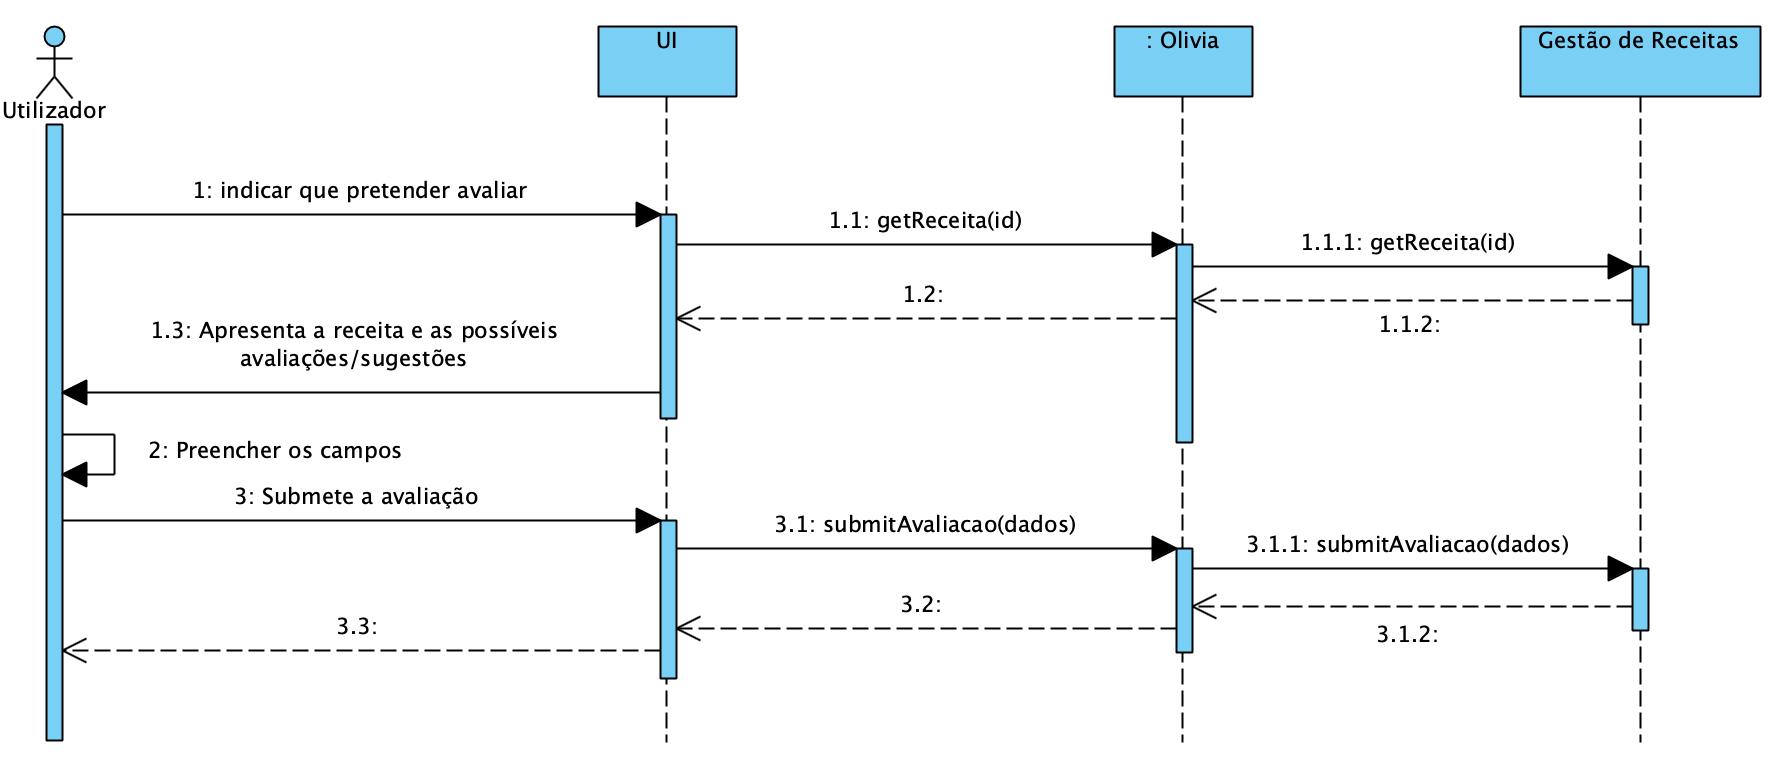 UI
: Olivia
Gestão de Receitas
Utilizador
1: indicar que pretender avaliar
1.1: getReceita(id)
1.1.1: getReceita(id)
1.2:
1.1.2:
1.3: Apresenta a receita e as possíveis
avaliações/sugestões
2: Preencher os campos
3: Submete a avaliação
3.1: submitAvaliacao(dados)
3.1.1: submitAvaliacao(dados)
3.2:
3.3:
3.1.2: